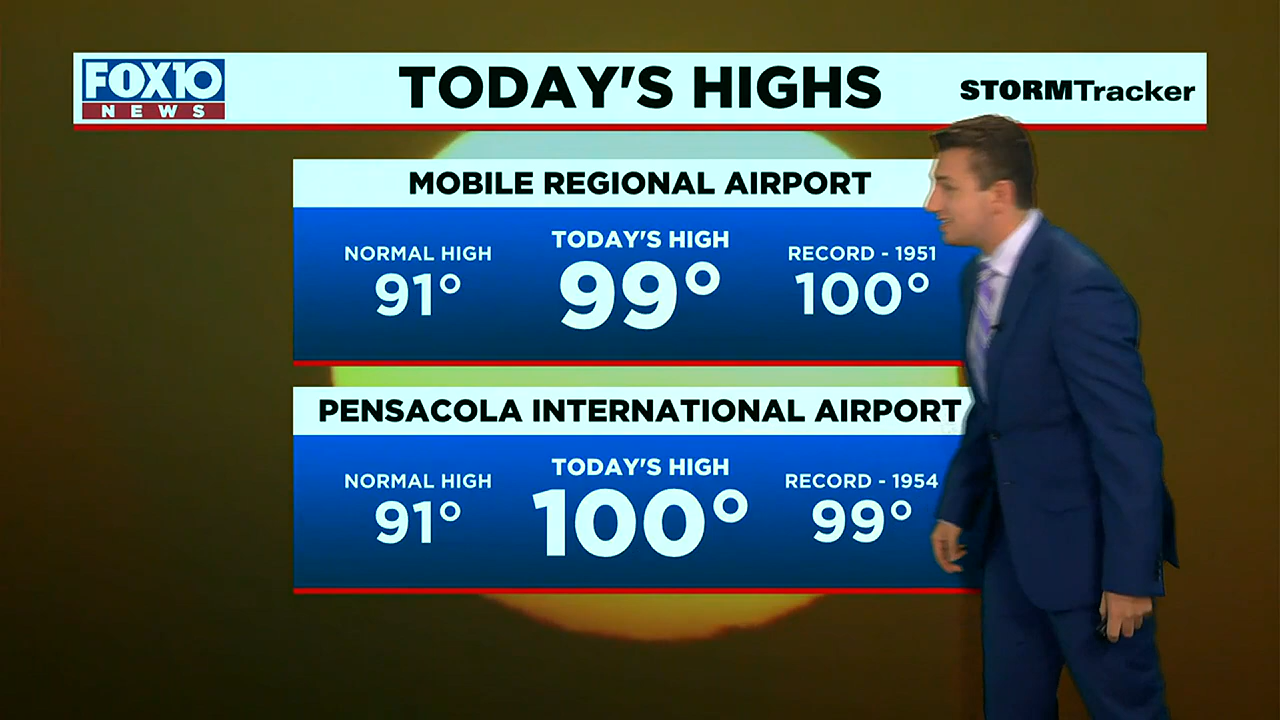 FOX10
NEWS
TODAY'S HIGHS
STORMTracker
MOBILE REGIONAL AIRPORT
NORMAL HIGH
91°
TODAY'S HIGH
99°
RECORD - 1951
100°
PENSACOLA INTERNATIONAL AIRPORT
NORMAL HIGH
91°
TODAY'S HIGH
100°
RECORD - 1954
99°